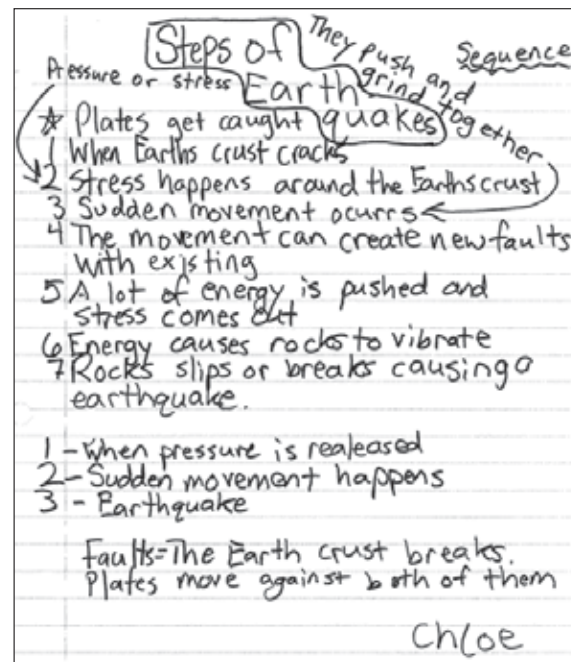 Steps of
Earth
quakes
They push and
grind together
Sequence
Pressure or stress
☆ Plates get caught
1 When Earths crust cracks
2 Stress happens around the Earths crust
3 Sudden movement ocurrs
4 The movement can create new faults
with existing
5 A lot of energy is pushed and
stress comes out
6 Energy causes rocks to vibrate
7 Rocks slips or breaks causing a
earthquake.
1 - When pressure is realeased
2 - Sudden movement happens
3 - Earthquake
Faults = The Earth crust breaks.
Plates move against both of them
Chloe